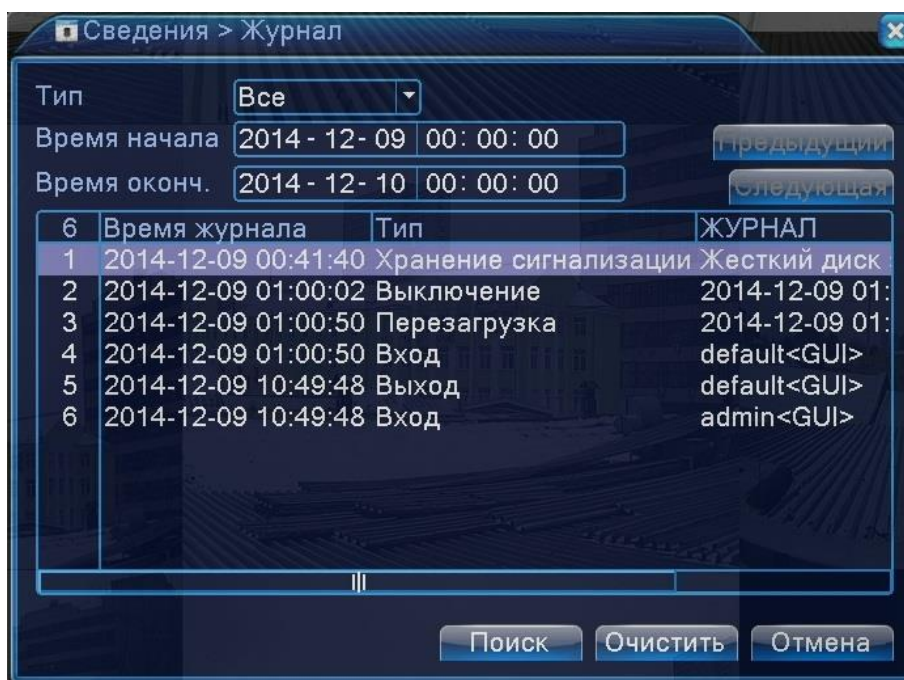 Сведения > Журнал
Тип Все
Время начала 2014 - 12 - 09 00: 00: 00 Предыдущий
Время оконч. 2014 - 12 - 10 00: 00: 00 Следующая
6 Время журнала Тип ЖУРНАЛ
1 2014-12-09 00:41:40 Хранение сигнализации Жесткий диск
2 2014-12-09 01:00:02 Выключение 2014-12-09 01:
3 2014-12-09 01:00:50 Перезагрузка 2014-12-09 01:
4 2014-12-09 01:00:50 Вход default<GUI>
5 2014-12-09 10:49:48 Выход default<GUI>
6 2014-12-09 10:49:48 Вход admin<GUI>
Поиск Очистить Отмена